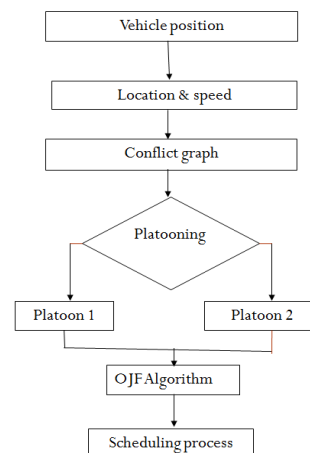 Vehicle position
Location & speed
Conflict graph
Platooning
Platoon 1
Platoon 2
OJF Algorithm
Scheduling process